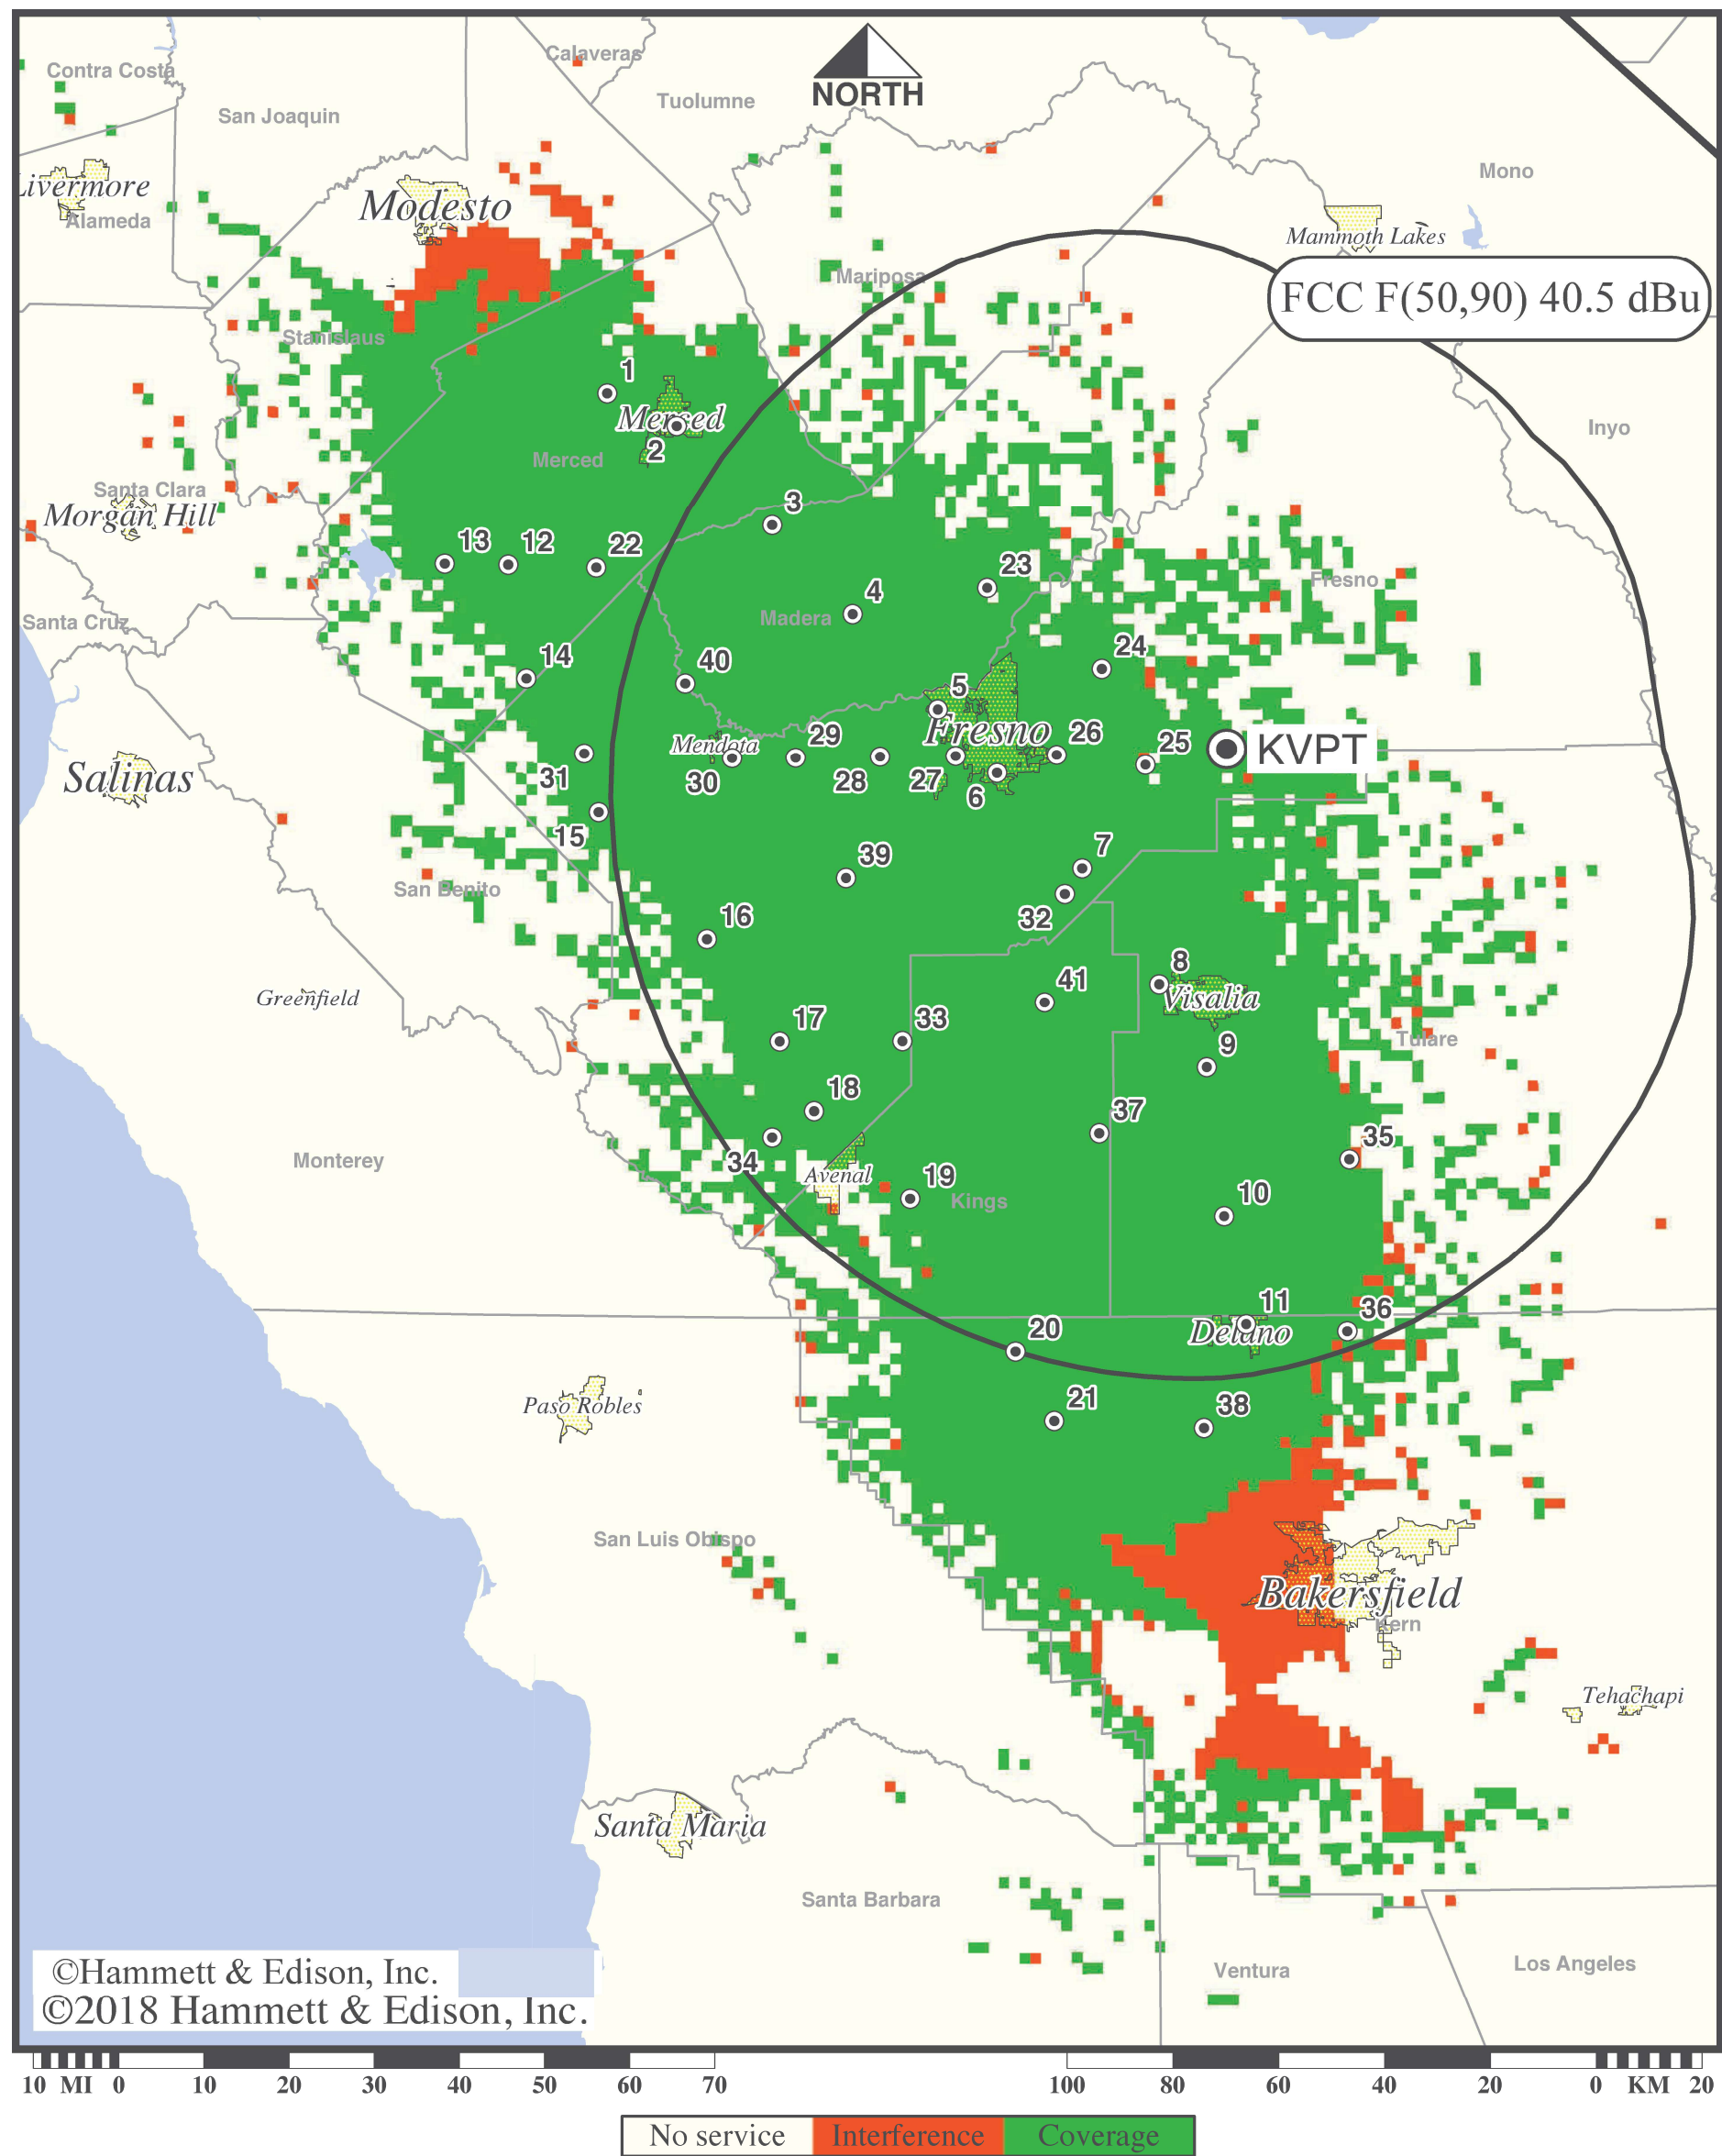 Calaveras
Contra Costa
Tuolumne
San Joaquin
NORTH
Mono
Livermore
Modesto
Alameda
Mammoth Lakes
Mariposa
FCC F(50,90) 40.5 dBu
Stanislaus
1
Merced
Inyo
2
Merced
Santa Clara
3
Morgan Hill
13
12
22
23
Fresno
4
Madera
Santa Cruz
24
14
40
5
Fresno
Mendota
29
26
25
KVPT
Salinas
31
30
28
27
6
15
7
39
San Benito
16
32
8
41
Visalia
Greenfield
17
33
9
Tulare
18
37
35
Monterey
34
Avenal
19
Kings
10
11
36
20
Delano
21
38
Paso Robles
San Luis Obispo
Bakersfield
Kern
Tehachapi
Santa Maria
Santa Barbara
Ventura
Los Angeles
©Hammett & Edison, Inc.
©2018 Hammett & Edison, Inc.
10 MI 0 10 20 30 40 50 60 70
100 80 60 40 20 0 KM 20
No service Interference Coverage